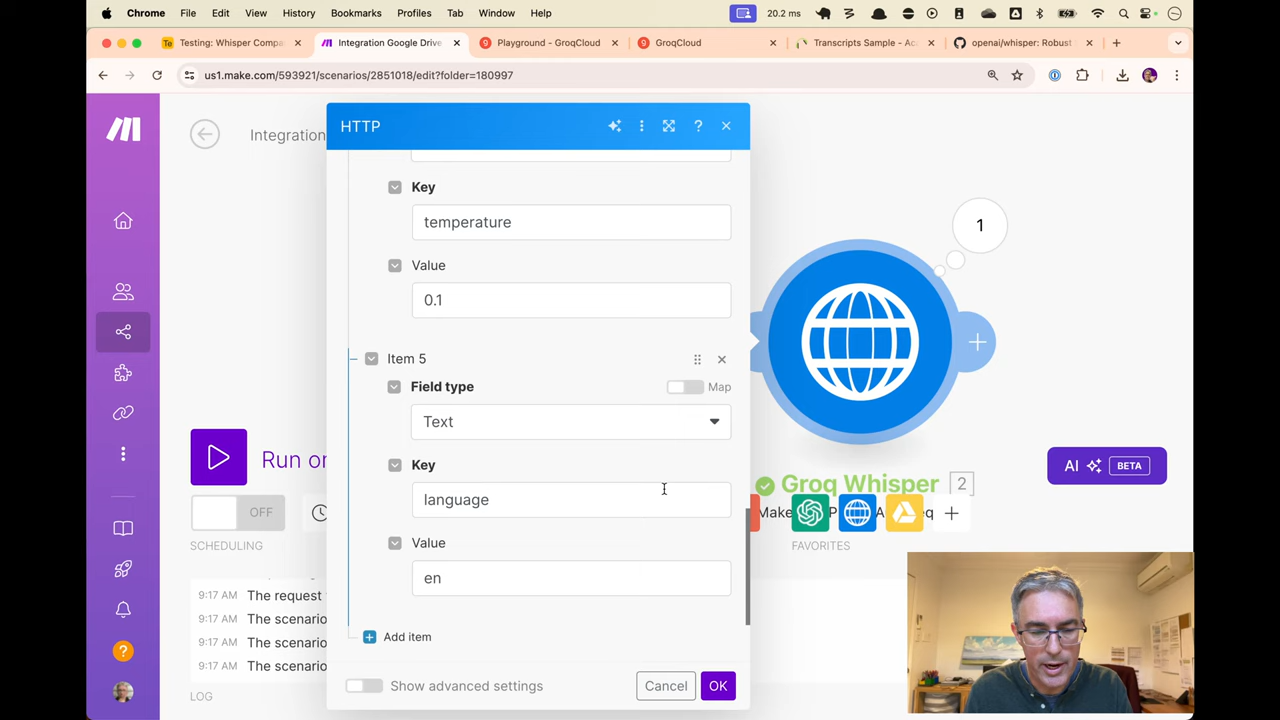 Chrome File Edit View History Bookmarks Profiles Tab Window Help 20.2 ms
Testing: Whisper Compa Integration Google Drive Playground - GroqCloud GroqCloud Transcripts Sample - Ac openai/whisper: Robust
us1.make.com/593921/scenarios/2851018/edit?folder=180997
Integration
HTTP
Key
temperature
Value
0.1
Item 5
Field type
Map
Text
Key
language
Value
en
Add item
Show advanced settings
Cancel
OK
1
Groq Whisper 2
Make
FAVORITES
AI BETA
Run on
OFF
SCHEDULING
9:17 AM The request
9:17 AM The scenario
9:17 AM The scenario
9:17 AM The scenario
LOG